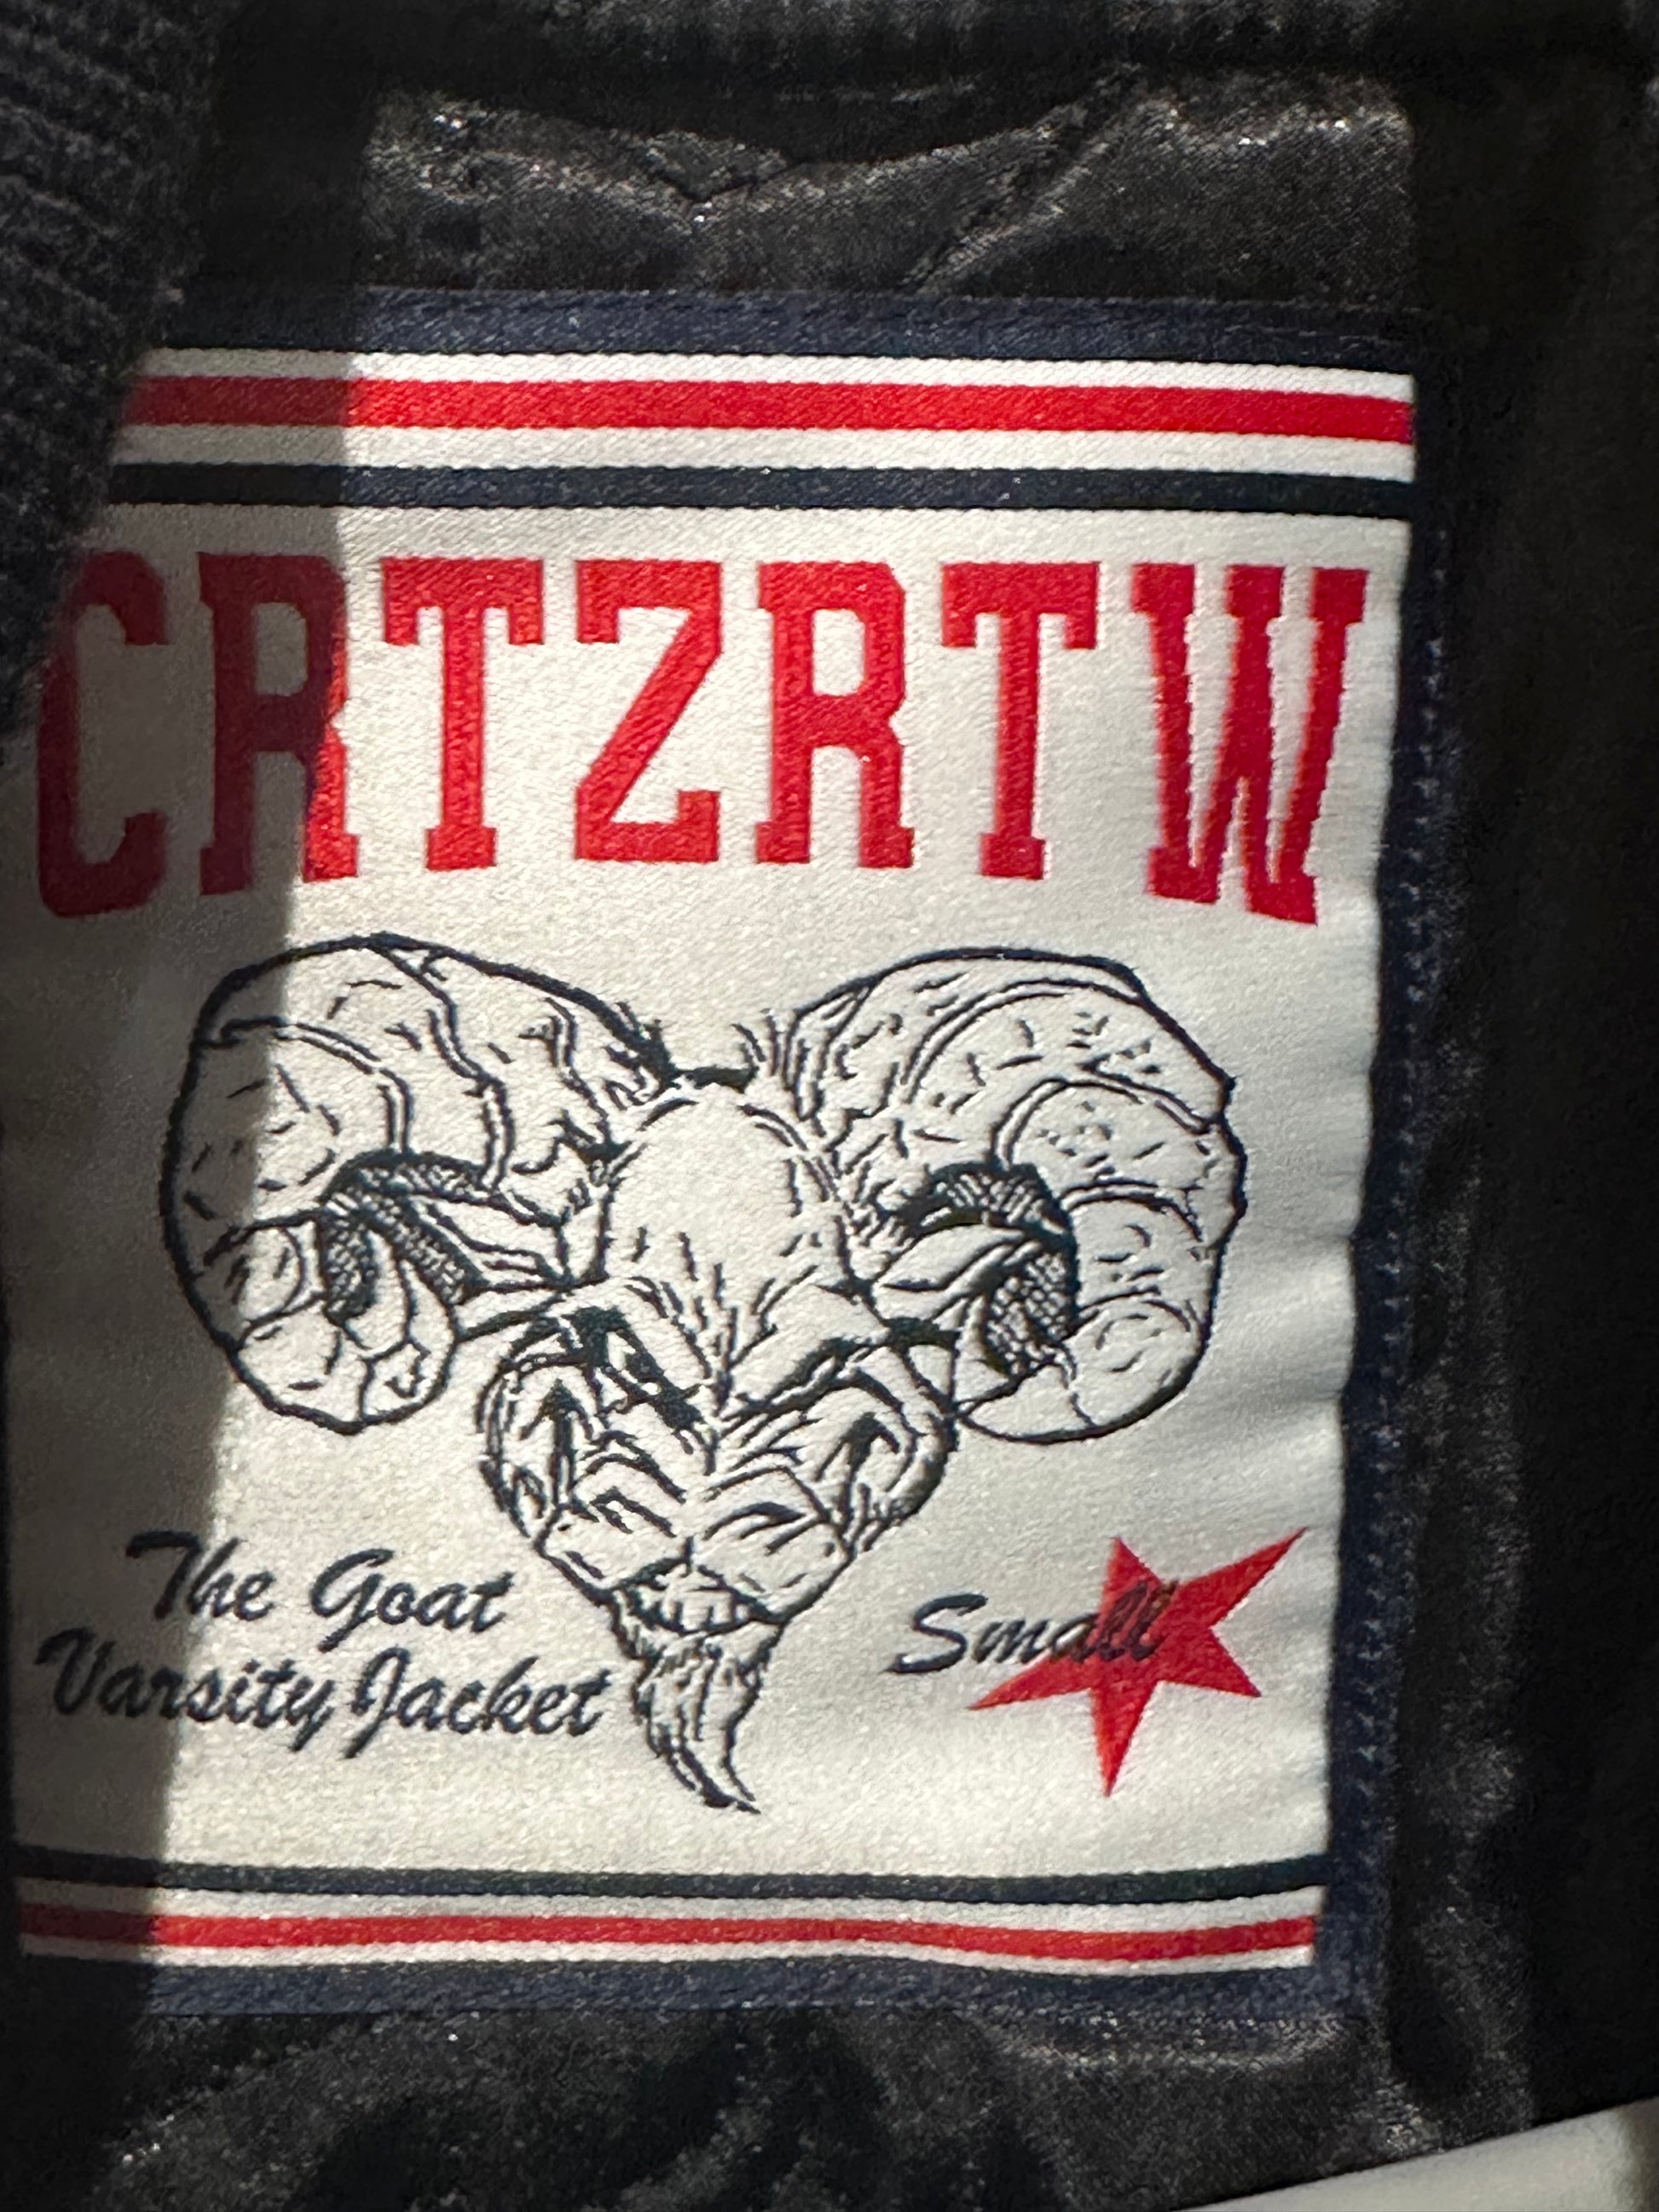 CRTZRTW
The Goat
Varsity Jacket
Small